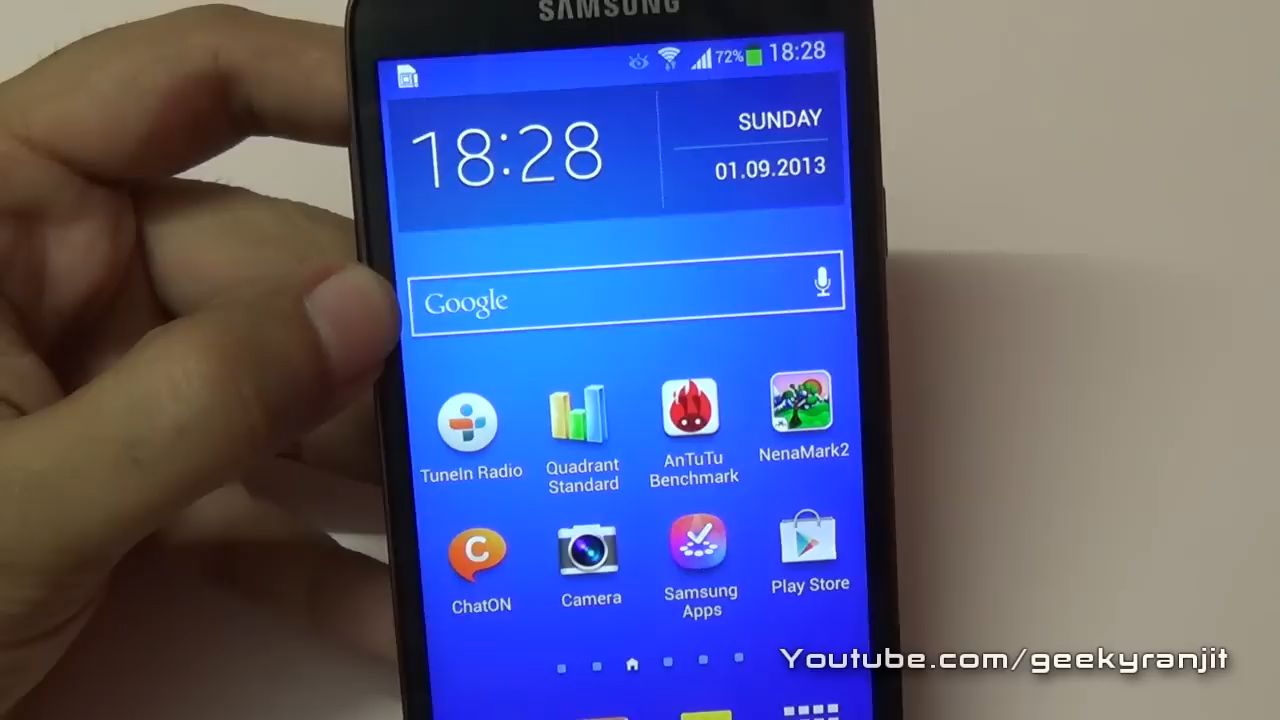 SAMSUNG
72% 18:28
18:28
SUNDAY
01.09.2013
Google
TuneIn Radio
Quadrant Standard
AnTuTu Benchmark
NenaMark2
C
ChatON
Camera
Samsung Apps
Play Store
Youtube.com/geekyranjit